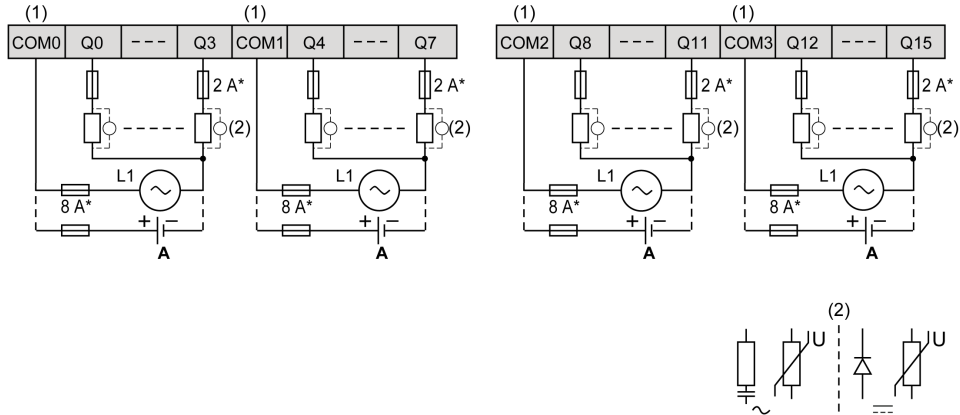 (1) (1) (1) (1)
COM0 Q0 --- Q3 COM1 Q4 --- Q7 COM2 Q8 --- Q11 COM3 Q12 --- Q15
2 A* 2 A* 2 A* 2 A*
(2) (2) (2) (2)
L1 L1 L1 L1
8 A* 8 A* 8 A* 8 A*
+ − + − + − + −
A A A A
(2)
U U